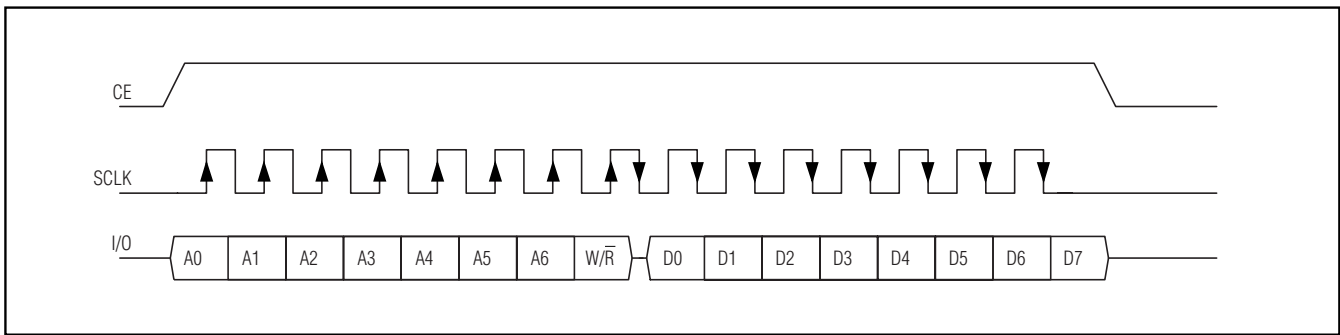 CE
SCLK
I/O A0 A1 A2 A3 A4 A5 A6 W/R̅ D0 D1 D2 D3 D4 D5 D6 D7